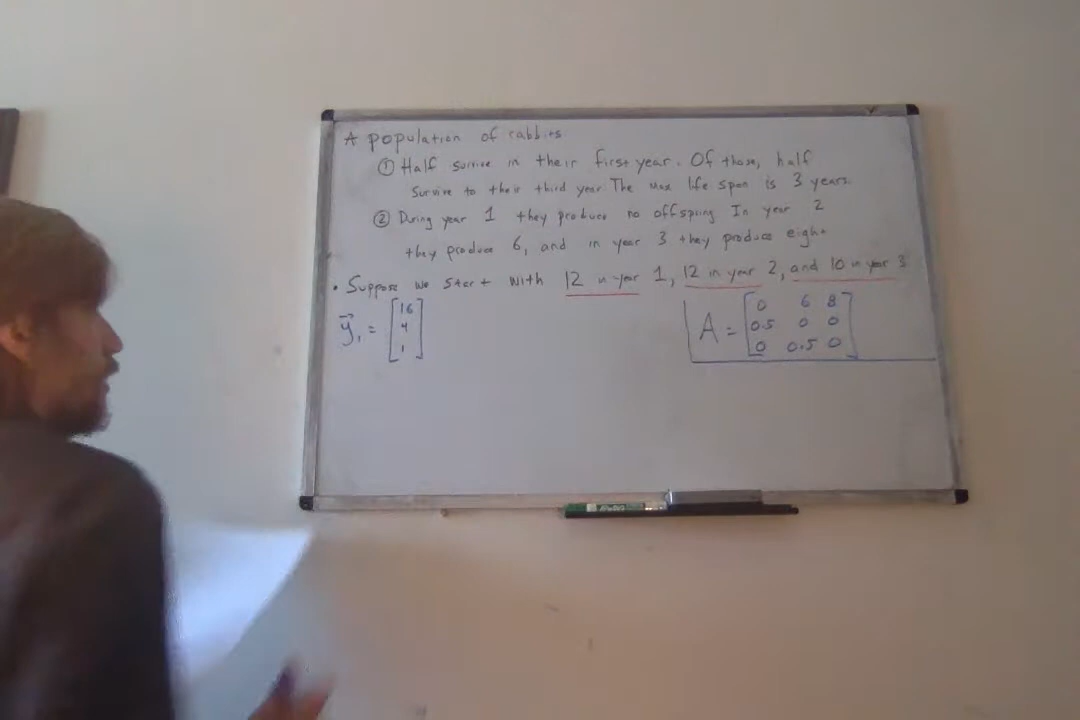 A population of rabbits
① Half survive in their first year. Of those, half
survive to their third year. The max life span is 3 years.
② During year 1 they produce no offspring. In year 2
they produce 6, and in year 3 they produce eight
• Suppose we start with 12 in year 1, 12 in year 2, and 10 in year 3
y⃗₁ = [16 4 1]
A = [0 6 8
0.5 0 0
0 0.5 0]